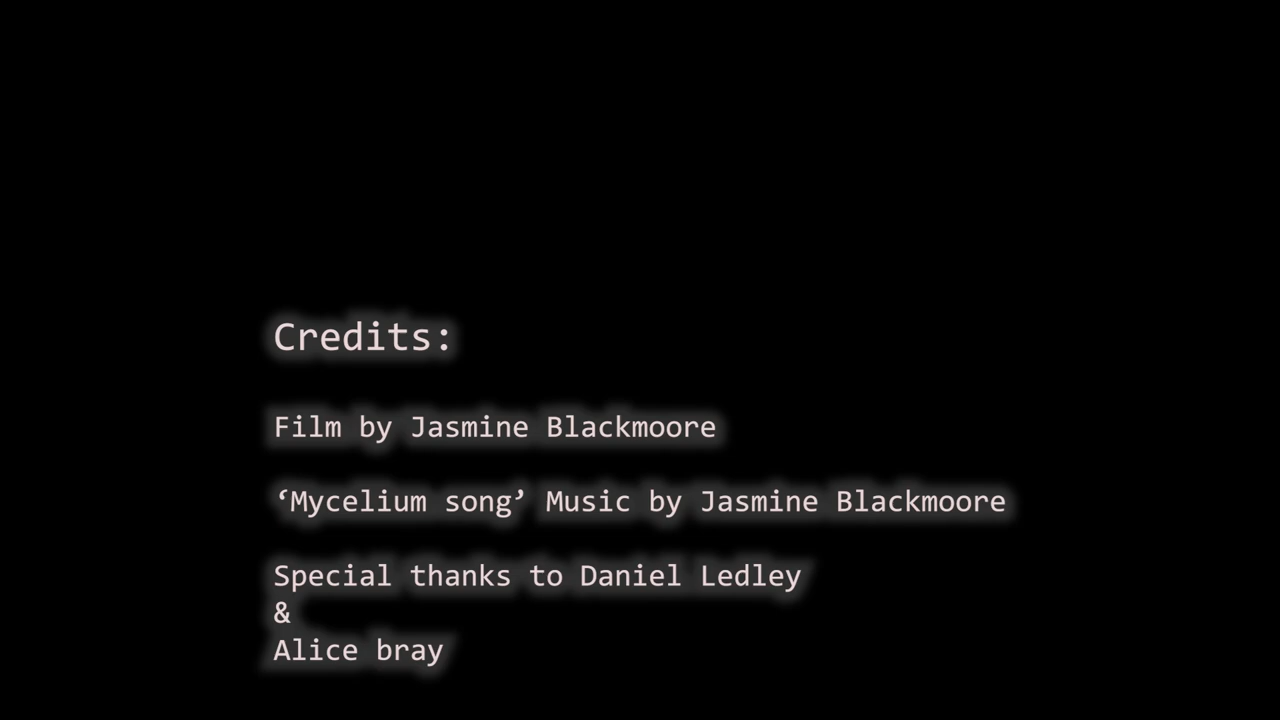 Credits:
Film by Jasmine Blackmoore
‘Mycelium song’ Music by Jasmine Blackmoore
Special thanks to Daniel Ledley
&
Alice bray